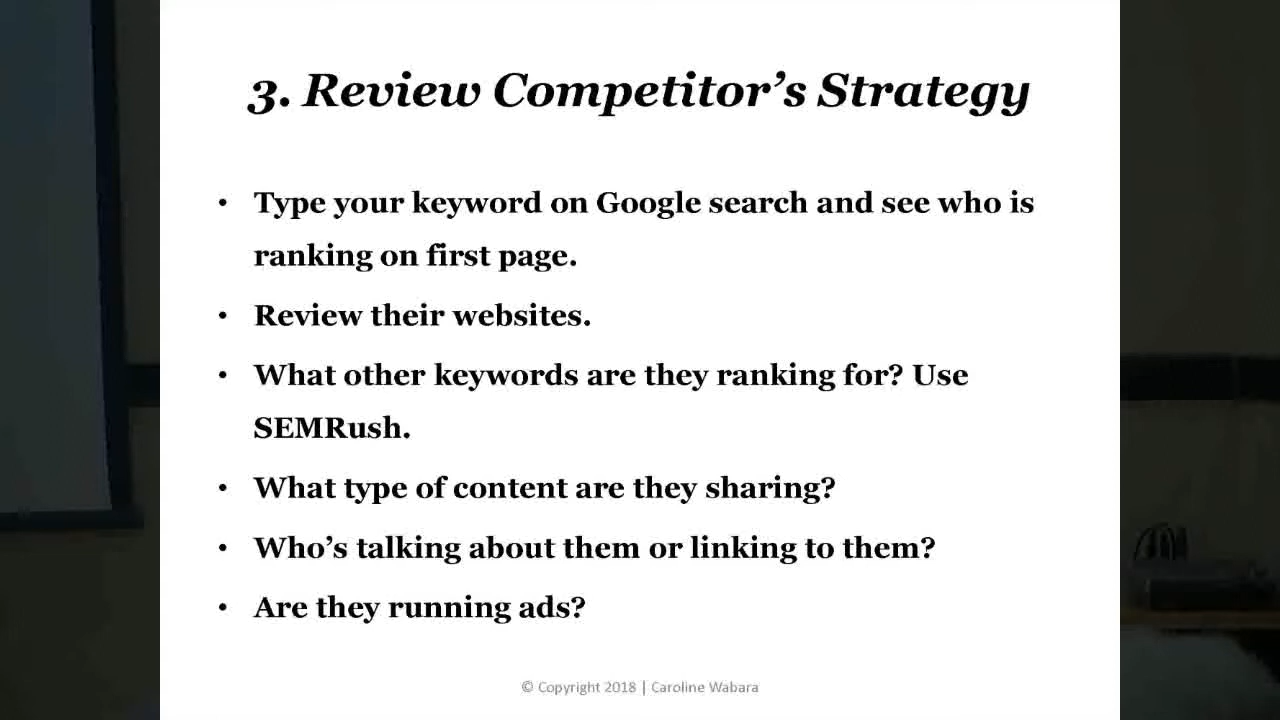 3. Review Competitor’s Strategy
• Type your keyword on Google search and see who is
ranking on first page.
• Review their websites.
• What other keywords are they ranking for? Use
SEMRush.
• What type of content are they sharing?
• Who’s talking about them or linking to them?
• Are they running ads?
© Copyright 2018 | Caroline Wabara